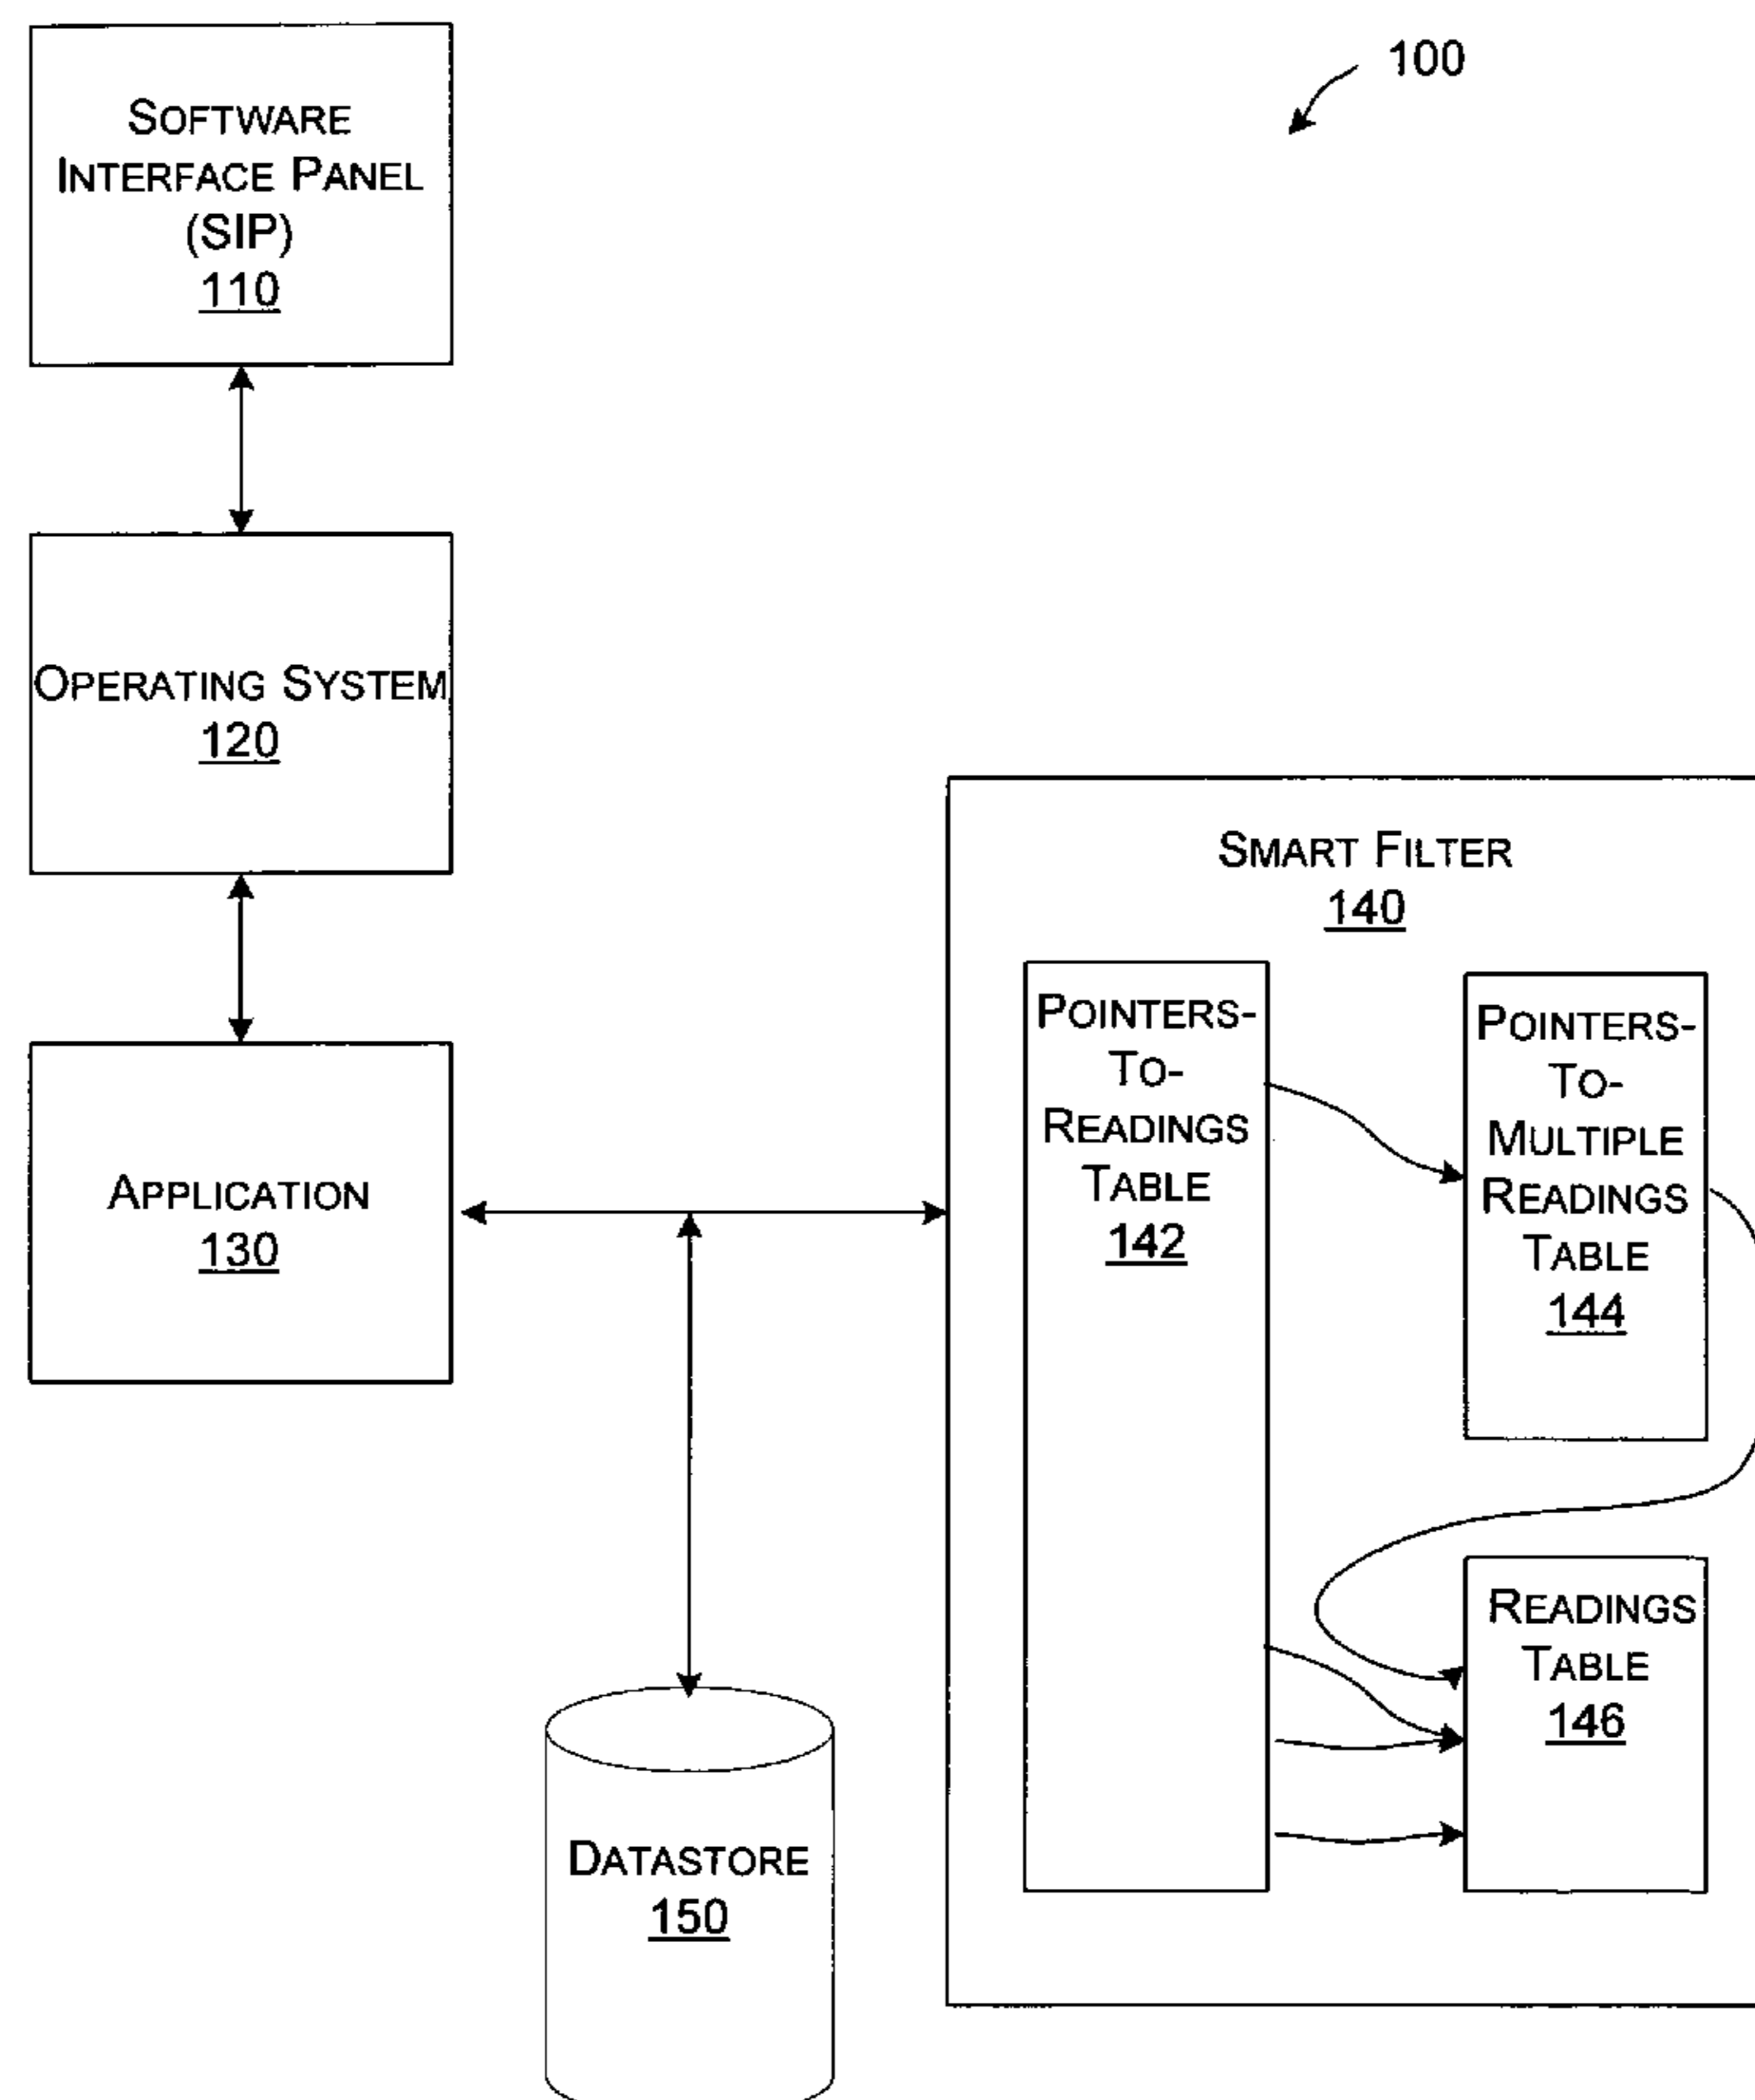 100
SOFTWARE
INTERFACE PANEL
(SIP)
110
OPERATING SYSTEM
120
APPLICATION
130
SMART FILTER
140
POINTERS-
TO-
READINGS
TABLE
142
POINTERS-
TO-
MULTIPLE
READINGS
TABLE
144
READINGS
TABLE
146
DATASTORE
150